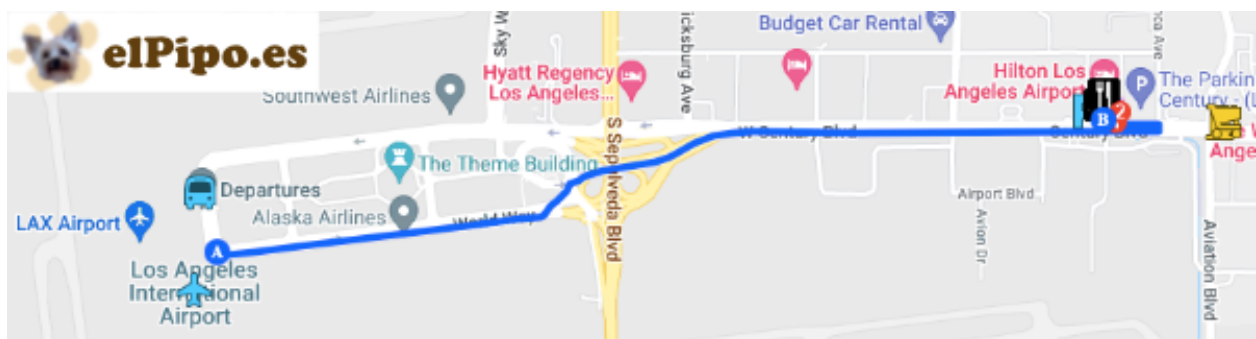 elPipo.es
Southwest Airlines
Sky W
Hyatt Regency
Los Angeles...
icksburg Ave
Budget Car Rental
Hilton Los
Angeles Airport
P
The Parkin
Century - (L
W Century Blvd
Century Blvd
B
2
The Theme Building
Departures
LAX Airport
Alaska Airlines
World Way
A
Los Angeles
International
Airport
S Sepulveda Blvd
Airport Blvd
Avion Dr
Aviation Blvd
Ange